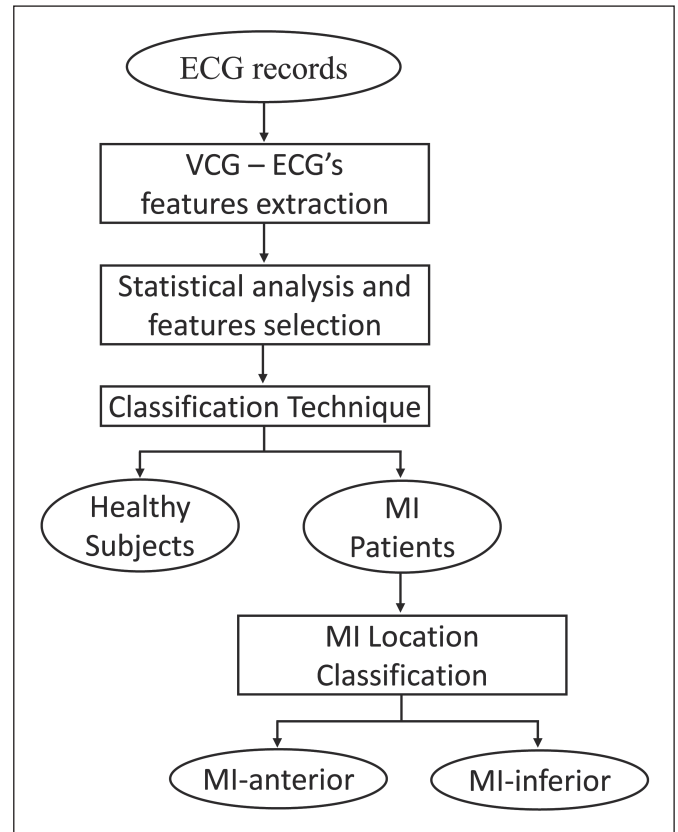 ECG records
VCG – ECG's
features extraction
Statistical analysis and
features selection
Classification Technique
Healthy
Subjects
MI
Patients
MI Location
Classification
MI-anterior
MI-inferior